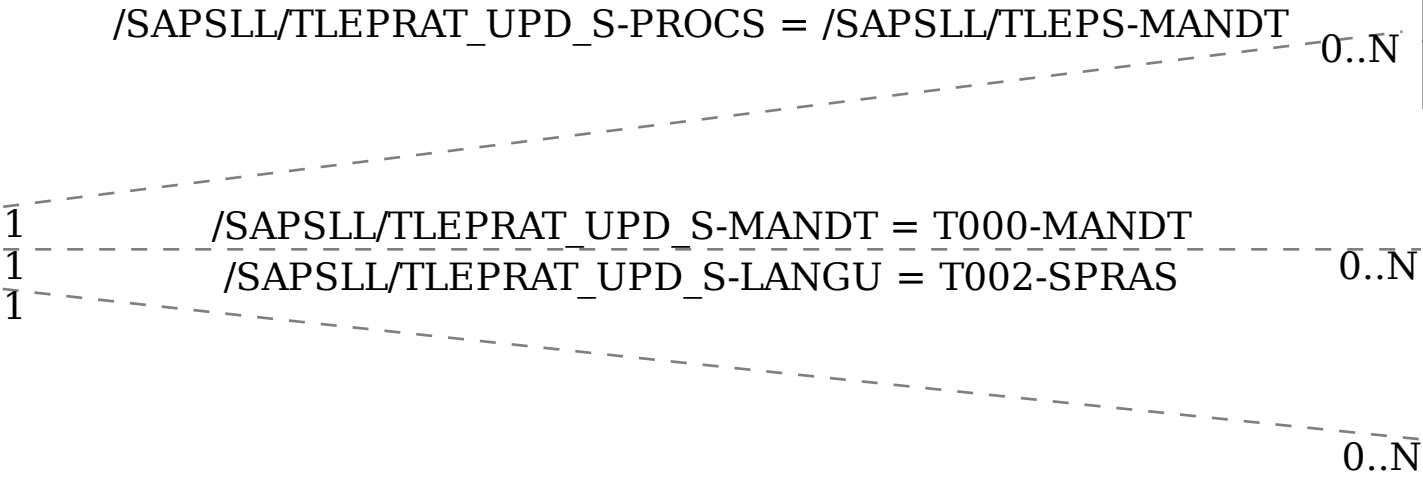 /SAPSLL/TLEPRAT_UPD_S-PROCS = /SAPSLL/TLEPS-MANDT
0..N
1
/SAPSLL/TLEPRAT_UPD_S-MANDT = T000-MANDT
1
0..N
/SAPSLL/TLEPRAT_UPD_S-LANGU = T002-SPRAS
1
0..N